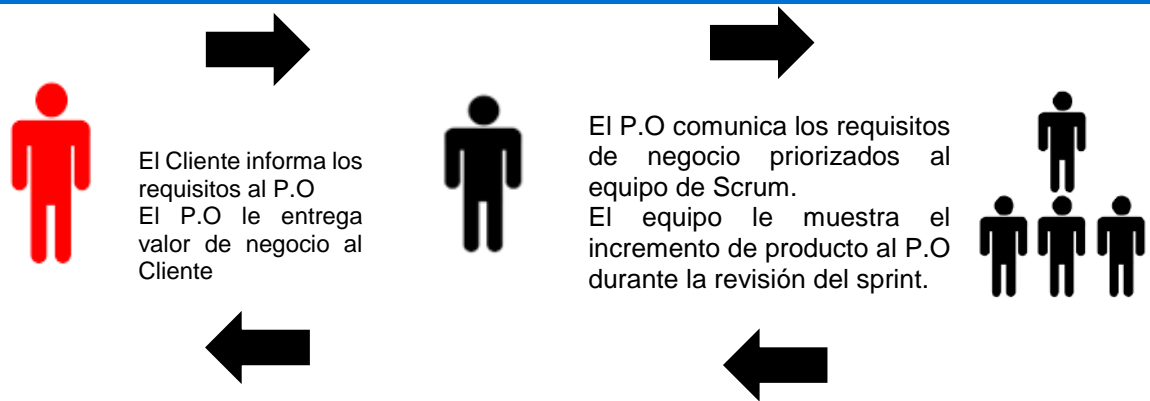 El Cliente informa los
requisitos al P.O
El P.O le entrega
valor de negocio al
Cliente
El P.O comunica los requisitos
de negocio priorizados al
equipo de Scrum.
El equipo le muestra el
incremento de producto al P.O
durante la revisión del sprint.